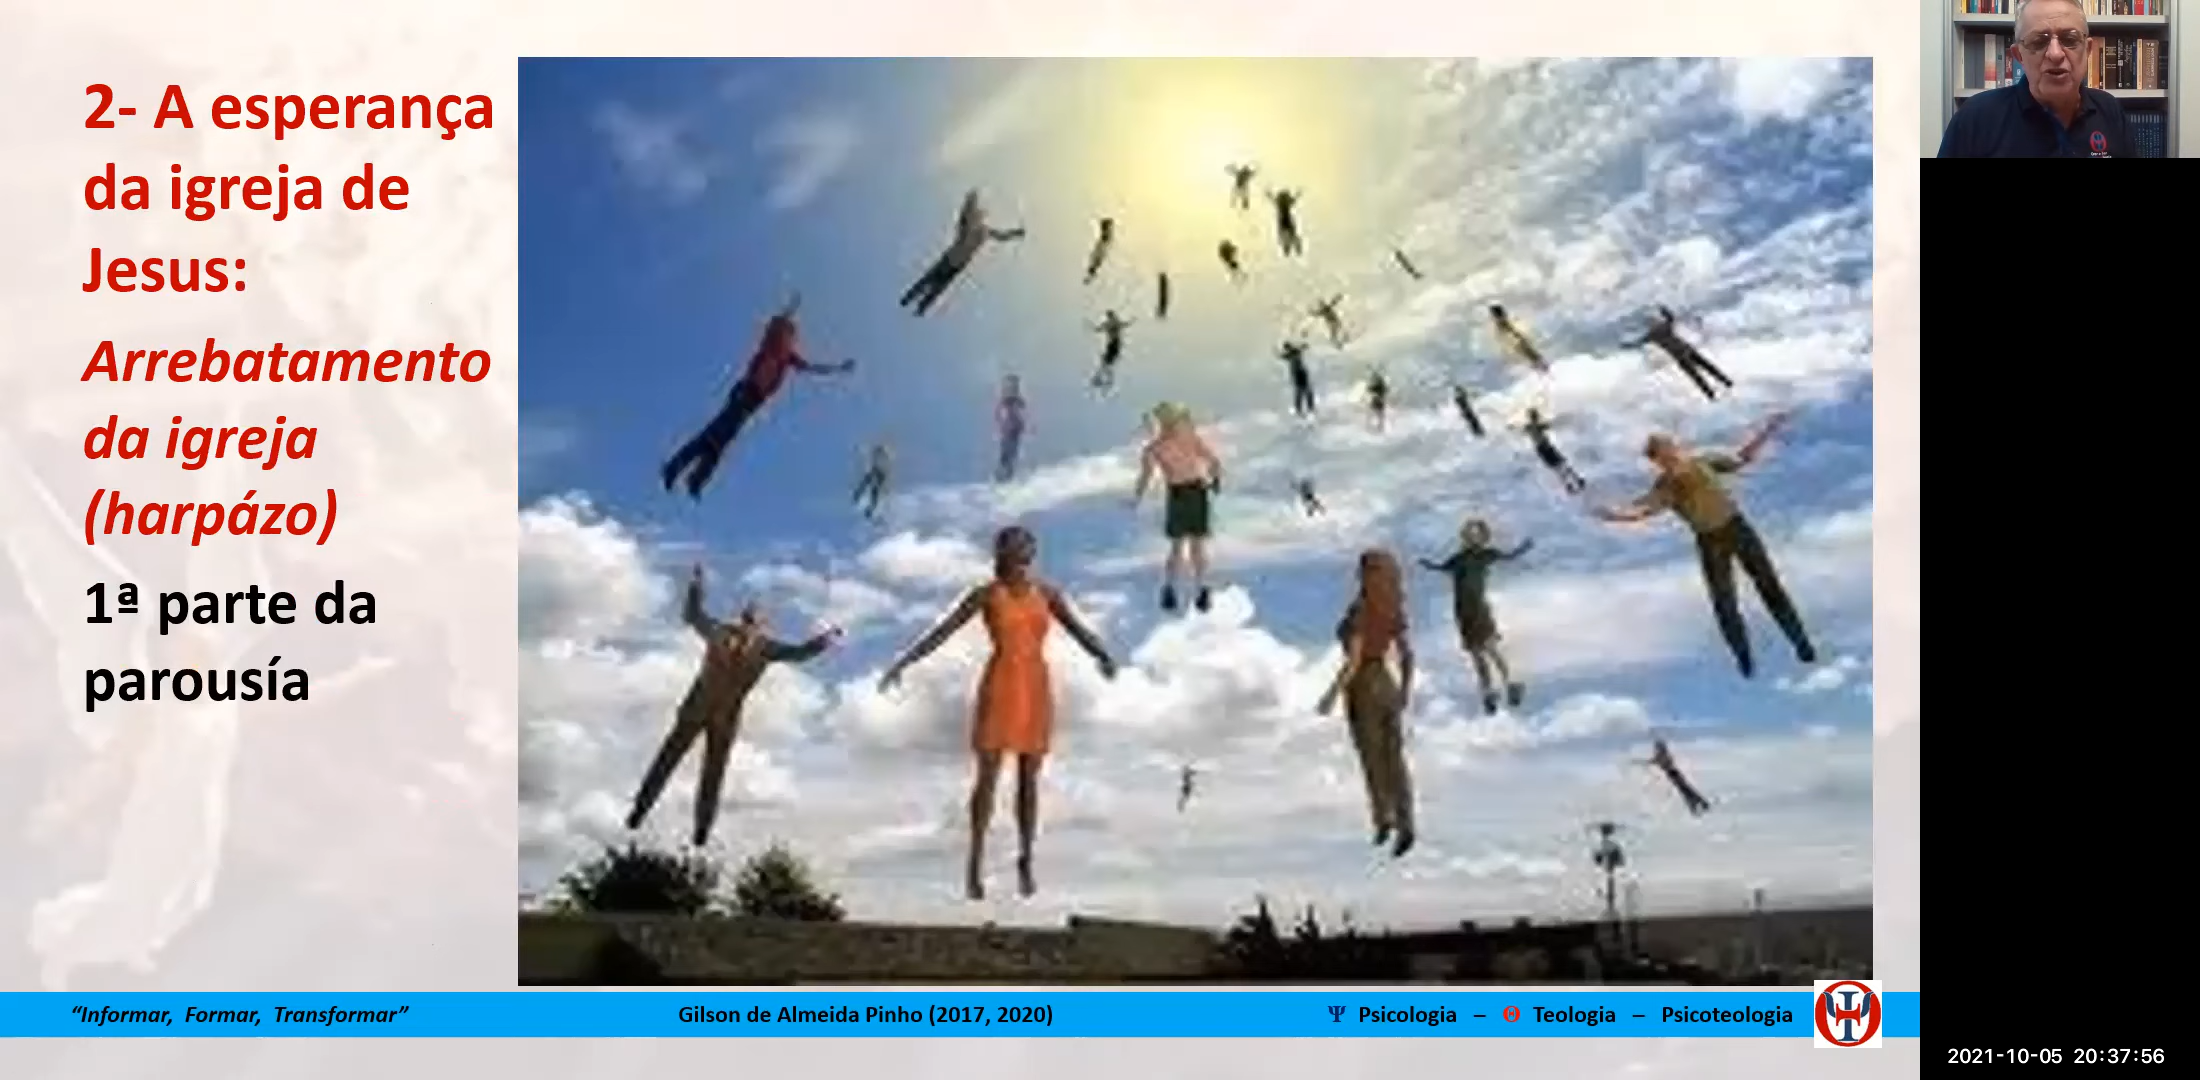 2- A esperança
da igreja de
Jesus:
Arrebatamento
da igreja
(harpázo)
1ª parte da
parousía
“Informar, Formar, Transformar”
Gilson de Almeida Pinho (2017, 2020)
Ψ Psicologia – Θ Teologia – Psicoteologia
2021-10-05 20:37:56